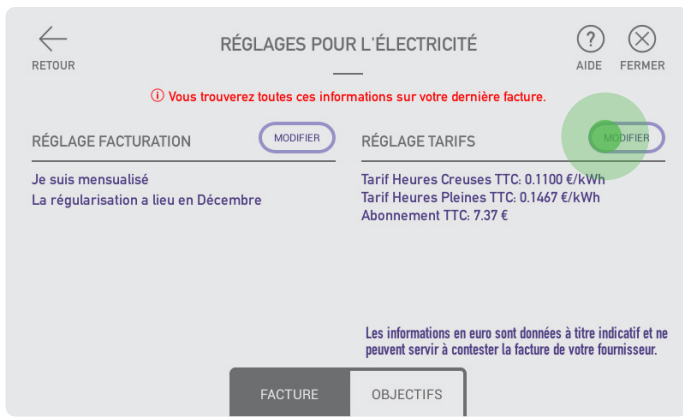 RETOUR
RÉGLAGES POUR L'ÉLECTRICITÉ
?
AIDE
FERMER
Vous trouverez toutes ces informations sur votre dernière facture.
RÉGLAGE FACTURATION
MODIFIER
Je suis mensualisé
La régularisation a lieu en Décembre
RÉGLAGE TARIFS
MODIFIER
Tarif Heures Creuses TTC: 0.1100 €/kWh
Tarif Heures Pleines TTC: 0.1467 €/kWh
Abonnement TTC: 7.37 €
Les informations en euro sont données à titre indicatif et ne
peuvent servir à contester la facture de votre fournisseur.
FACTURE
OBJECTIFS